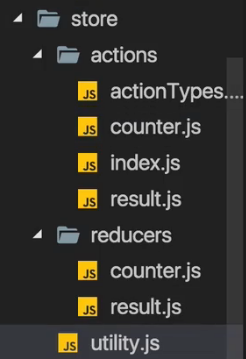 store
actions
JS actionTypes....
JS counter.js
JS index.js
JS result.js
reducers
JS counter.js
JS result.js
JS utility.js